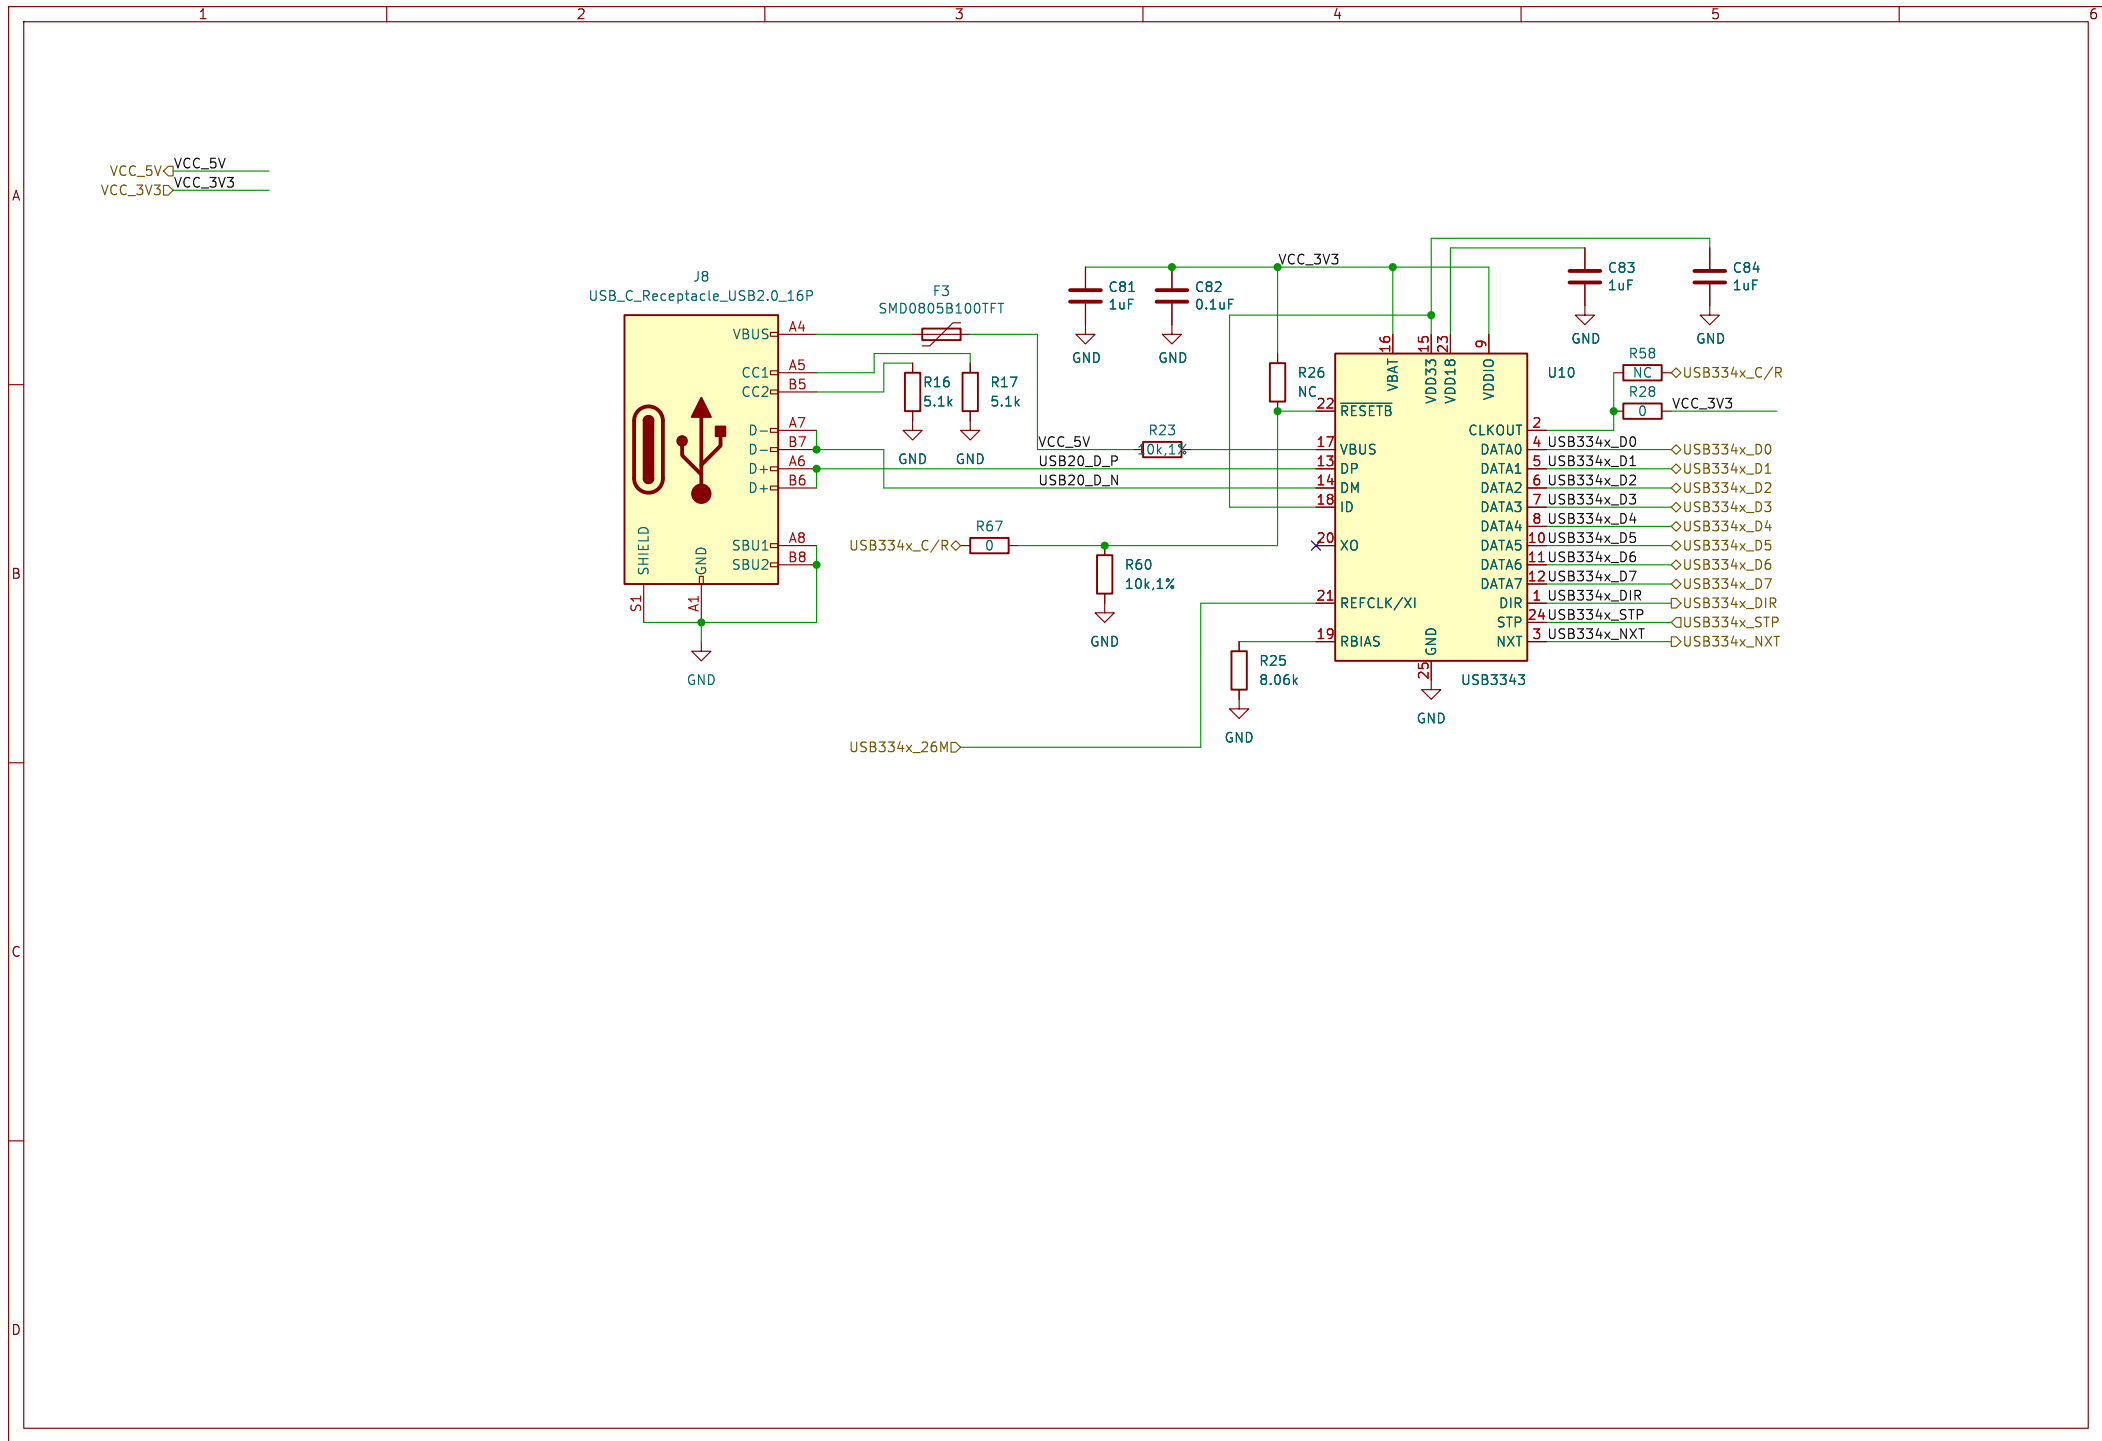 1 2 3 4 5 6
A
B
C
D
VCC_5V VCC_5V
VCC_3V3 VCC_3V3
J8
USB_C_Receptacle_USB2.0_16P
VBUS A4
CC1 A5
CC2 B5
D- A7
D- B7
D+ A6
D+ B6
SBU1 A8
SBU2 B8
SHIELD
GND
S1
A1
GND
F3
SMD0805B100TFT
R16
5.1k
GND
R17
5.1k
GND
VCC_5V
USB20_D_P
USB20_D_N
R23
10k,1%
C81
1uF
GND
C82
0.1uF
GND
VCC_3V3
R26
NC
USB334x_C/R
R67
0
R60
10k,1%
GND
USB334x_26M
R25
8.06k
GND
C83
1uF
GND
C84
1uF
GND
U10
USB3343
16 VBAT
15 VDD33
23 VDD18
9 VDDIO
22 RESETB
17 VBUS
13 DP
14 DM
18 ID
20 XO
21 REFCLK/XI
19 RBIAS
GND
25
GND
R58
NC
USB334x_C/R
R28
0
VCC_3V3
CLKOUT 2
DATA0 4 USB334x_D0 USB334x_D0
DATA1 5 USB334x_D1 USB334x_D1
DATA2 6 USB334x_D2 USB334x_D2
DATA3 7 USB334x_D3 USB334x_D3
DATA4 8 USB334x_D4 USB334x_D4
DATA5 10 USB334x_D5 USB334x_D5
DATA6 11 USB334x_D6 USB334x_D6
DATA7 12 USB334x_D7 USB334x_D7
DIR 1 USB334x_DIR USB334x_DIR
STP 24 USB334x_STP USB334x_STP
NXT 3 USB334x_NXT USB334x_NXT